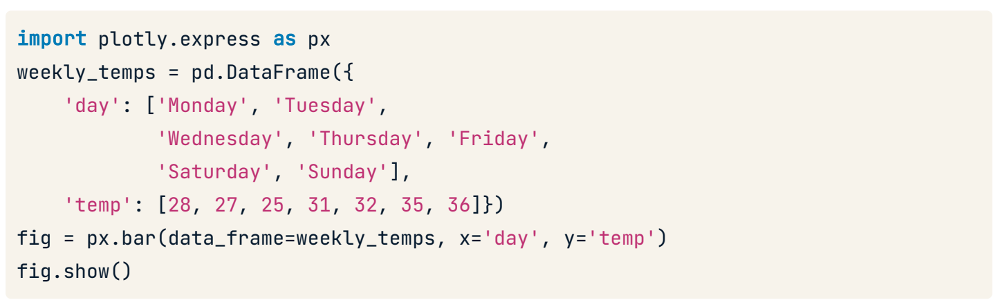 import plotly.express as px
weekly_temps = pd.DataFrame({
    'day': ['Monday', 'Tuesday',
            'Wednesday', 'Thursday', 'Friday',
            'Saturday', 'Sunday'],
    'temp': [28, 27, 25, 31, 32, 35, 36]})
fig = px.bar(data_frame=weekly_temps, x='day', y='temp')
fig.show()